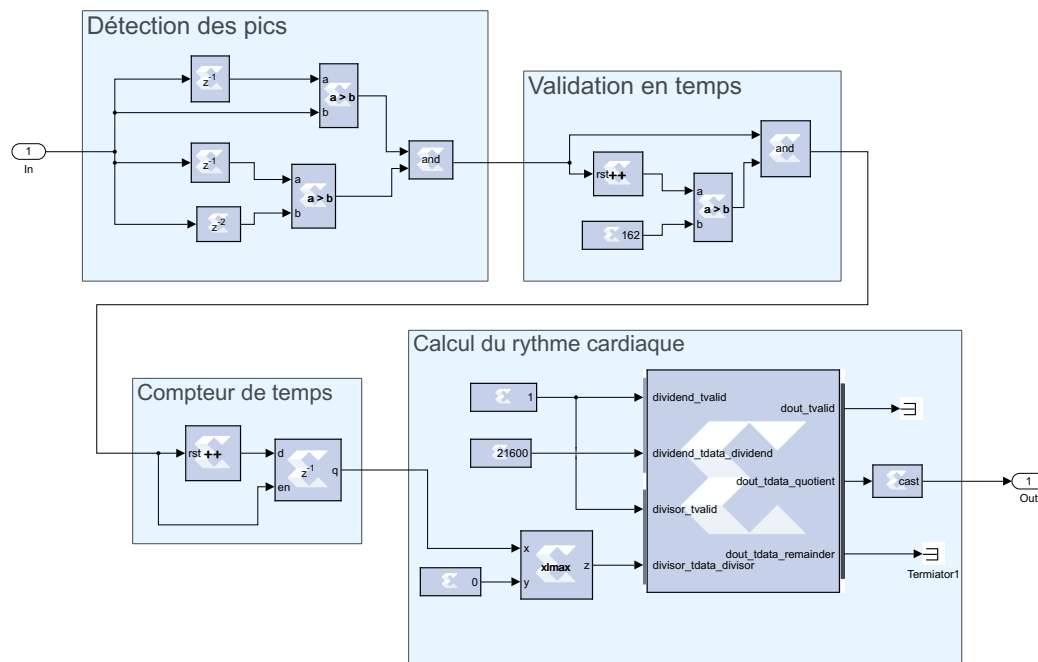 Détection des pics
z-1
a
a > b
b
1
In
z-1
a
a > b
b
z-2
and
Validation en temps
rst ++
162
a
a > b
b
and
Compteur de temps
rst ++
d
z-1
q
en
Calcul du rythme cardiaque
1
21600
0
x
xlmax
z
y
dividend_tvalid
dividend_tdata_dividend
divisor_tvalid
divisor_tdata_divisor
dout_tvalid
dout_tdata_quotient
dout_tdata_remainder
cast
Termiator1
1
Out